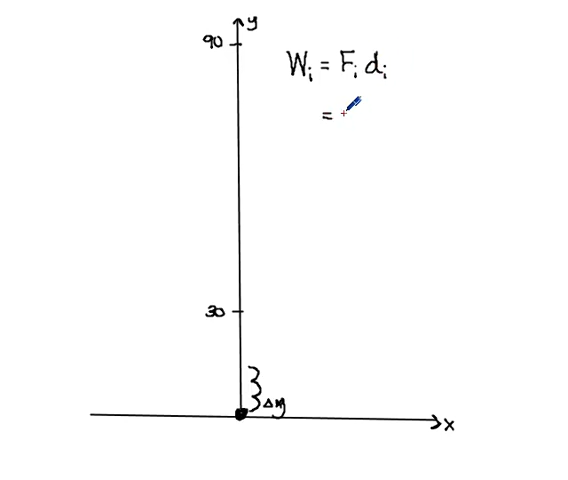 y
90
Wᵢ = Fᵢ dᵢ
=
30
Δy
x